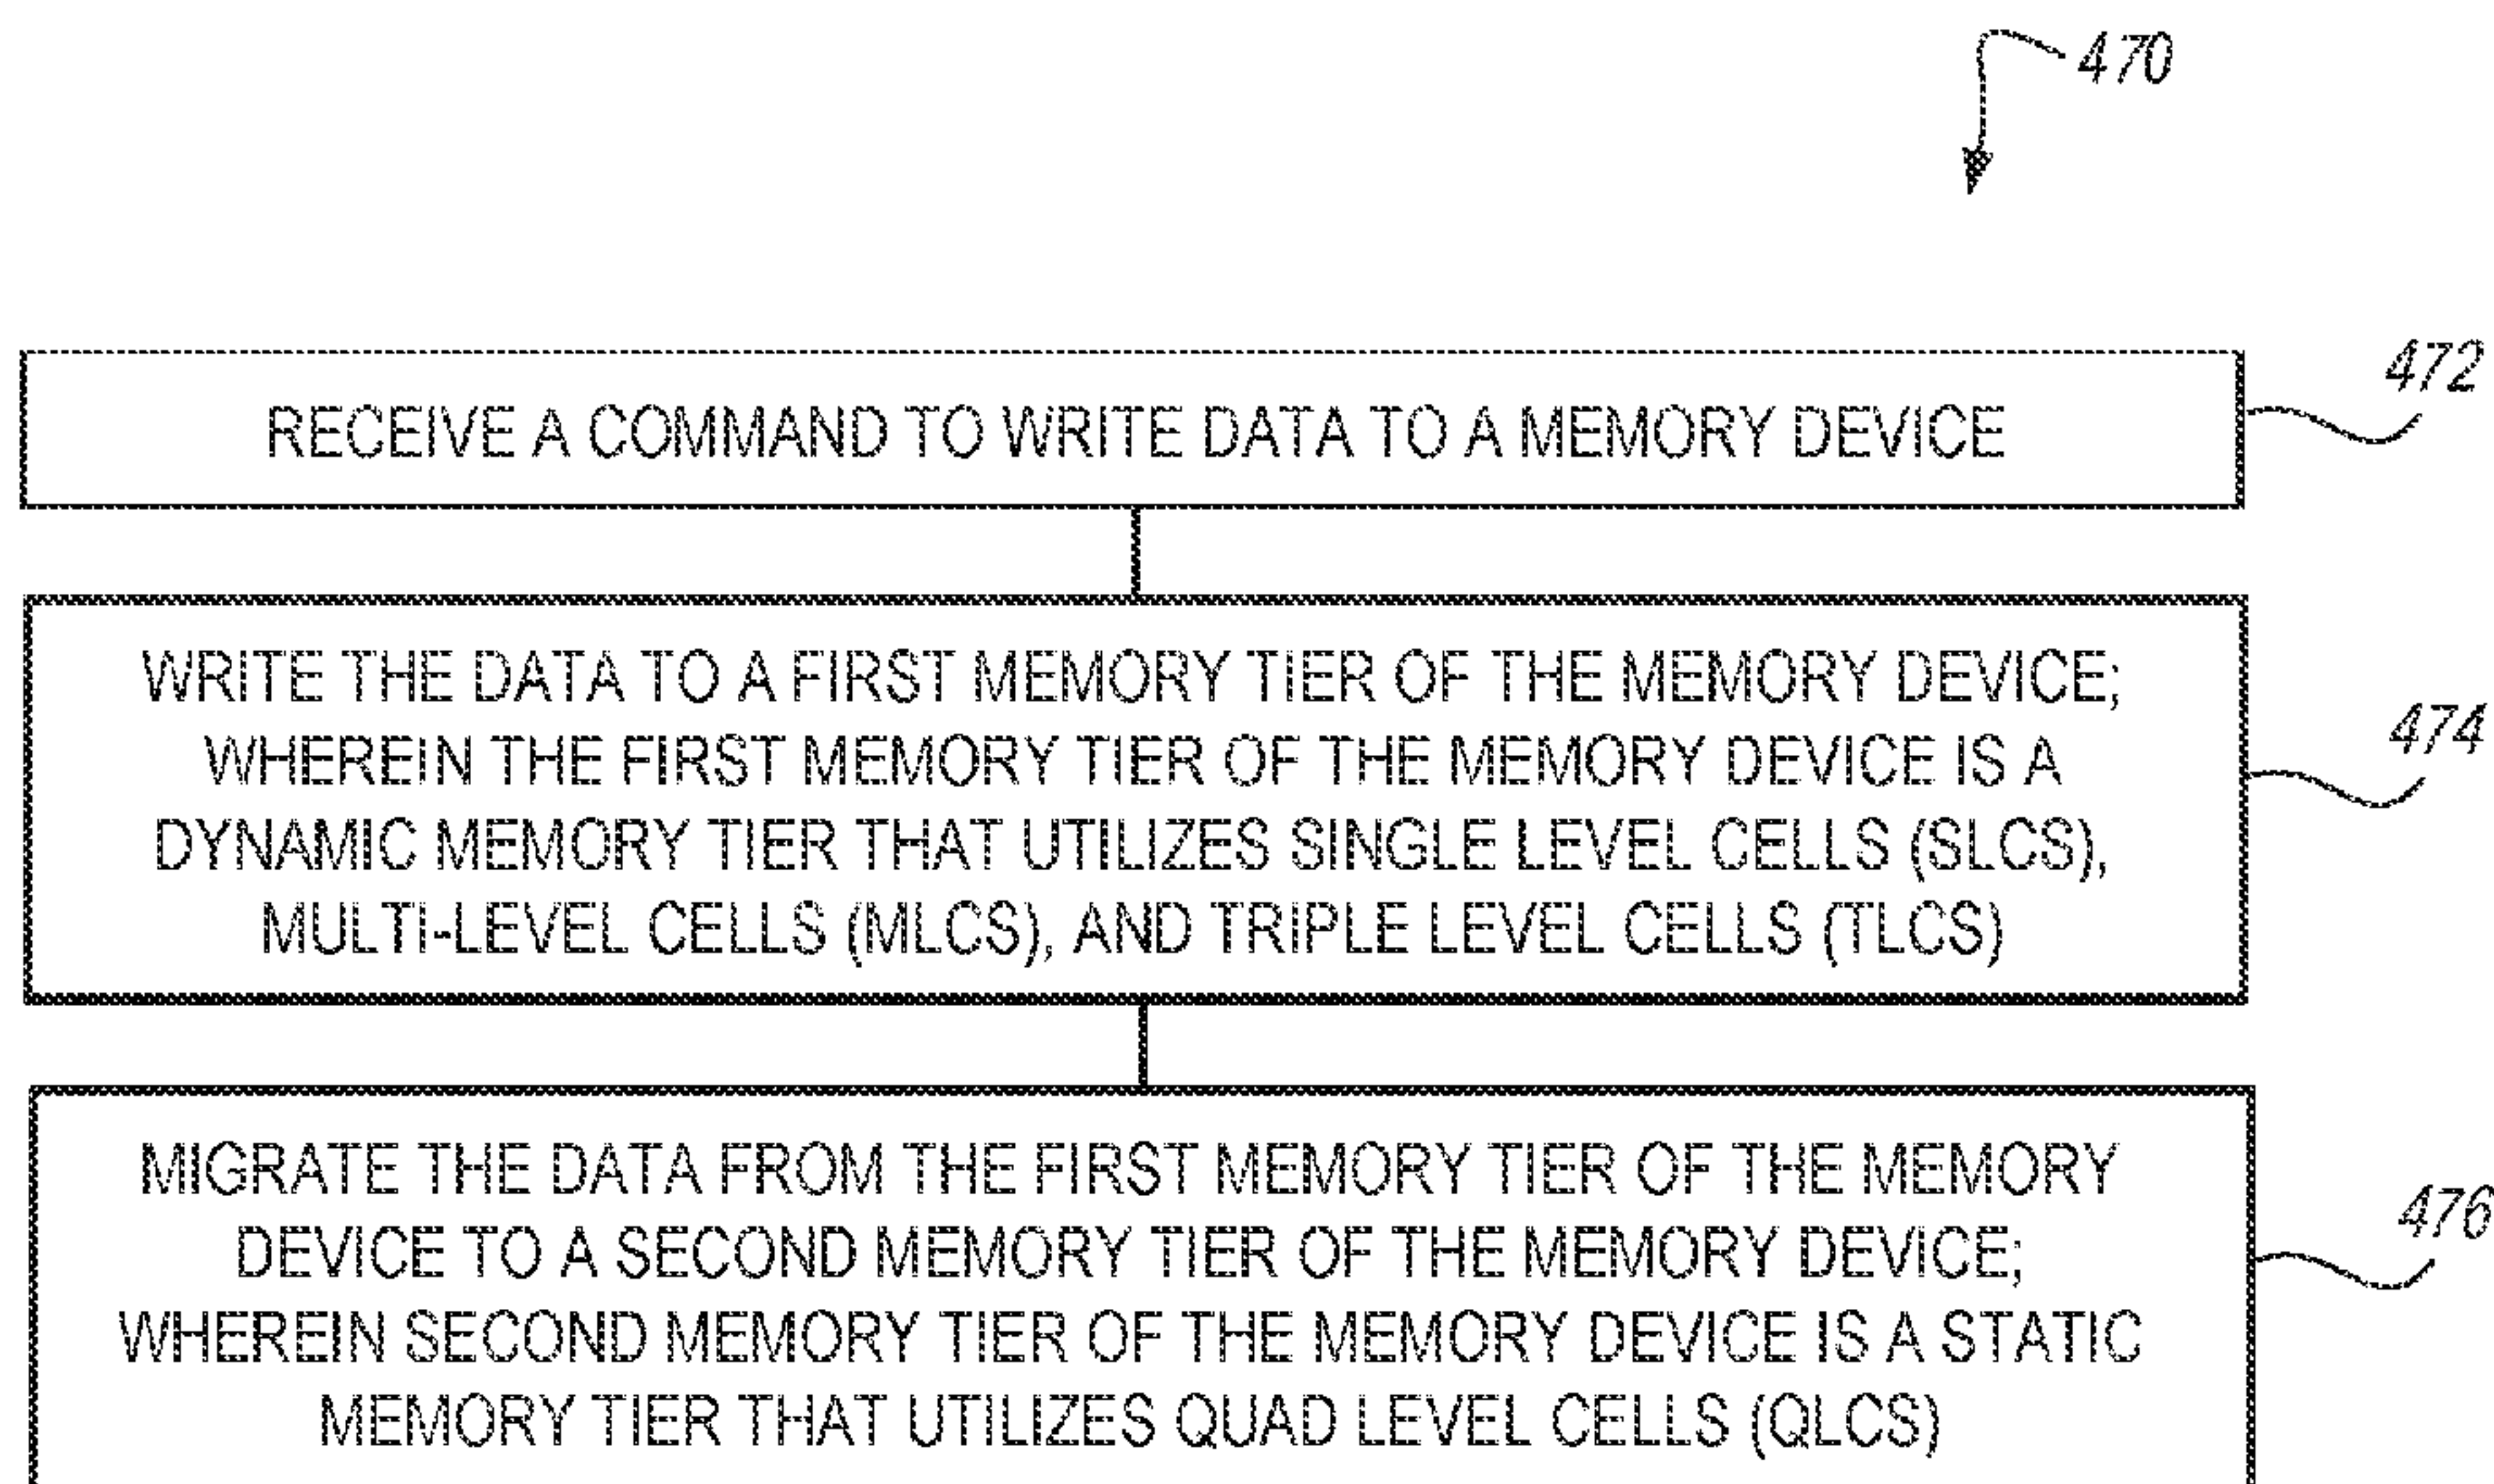 470
RECEIVE A COMMAND TO WRITE DATA TO A MEMORY DEVICE
472
WRITE THE DATA TO A FIRST MEMORY TIER OF THE MEMORY DEVICE;
WHEREIN THE FIRST MEMORY TIER OF THE MEMORY DEVICE IS A
DYNAMIC MEMORY TIER THAT UTILIZES SINGLE LEVEL CELLS (SLCS),
MULTI-LEVEL CELLS (MLCS), AND TRIPLE LEVEL CELLS (TLCS)
474
MIGRATE THE DATA FROM THE FIRST MEMORY TIER OF THE MEMORY
DEVICE TO A SECOND MEMORY TIER OF THE MEMORY DEVICE;
WHEREIN SECOND MEMORY TIER OF THE MEMORY DEVICE IS A STATIC
MEMORY TIER THAT UTILIZES QUAD LEVEL CELLS (QLCS)
476